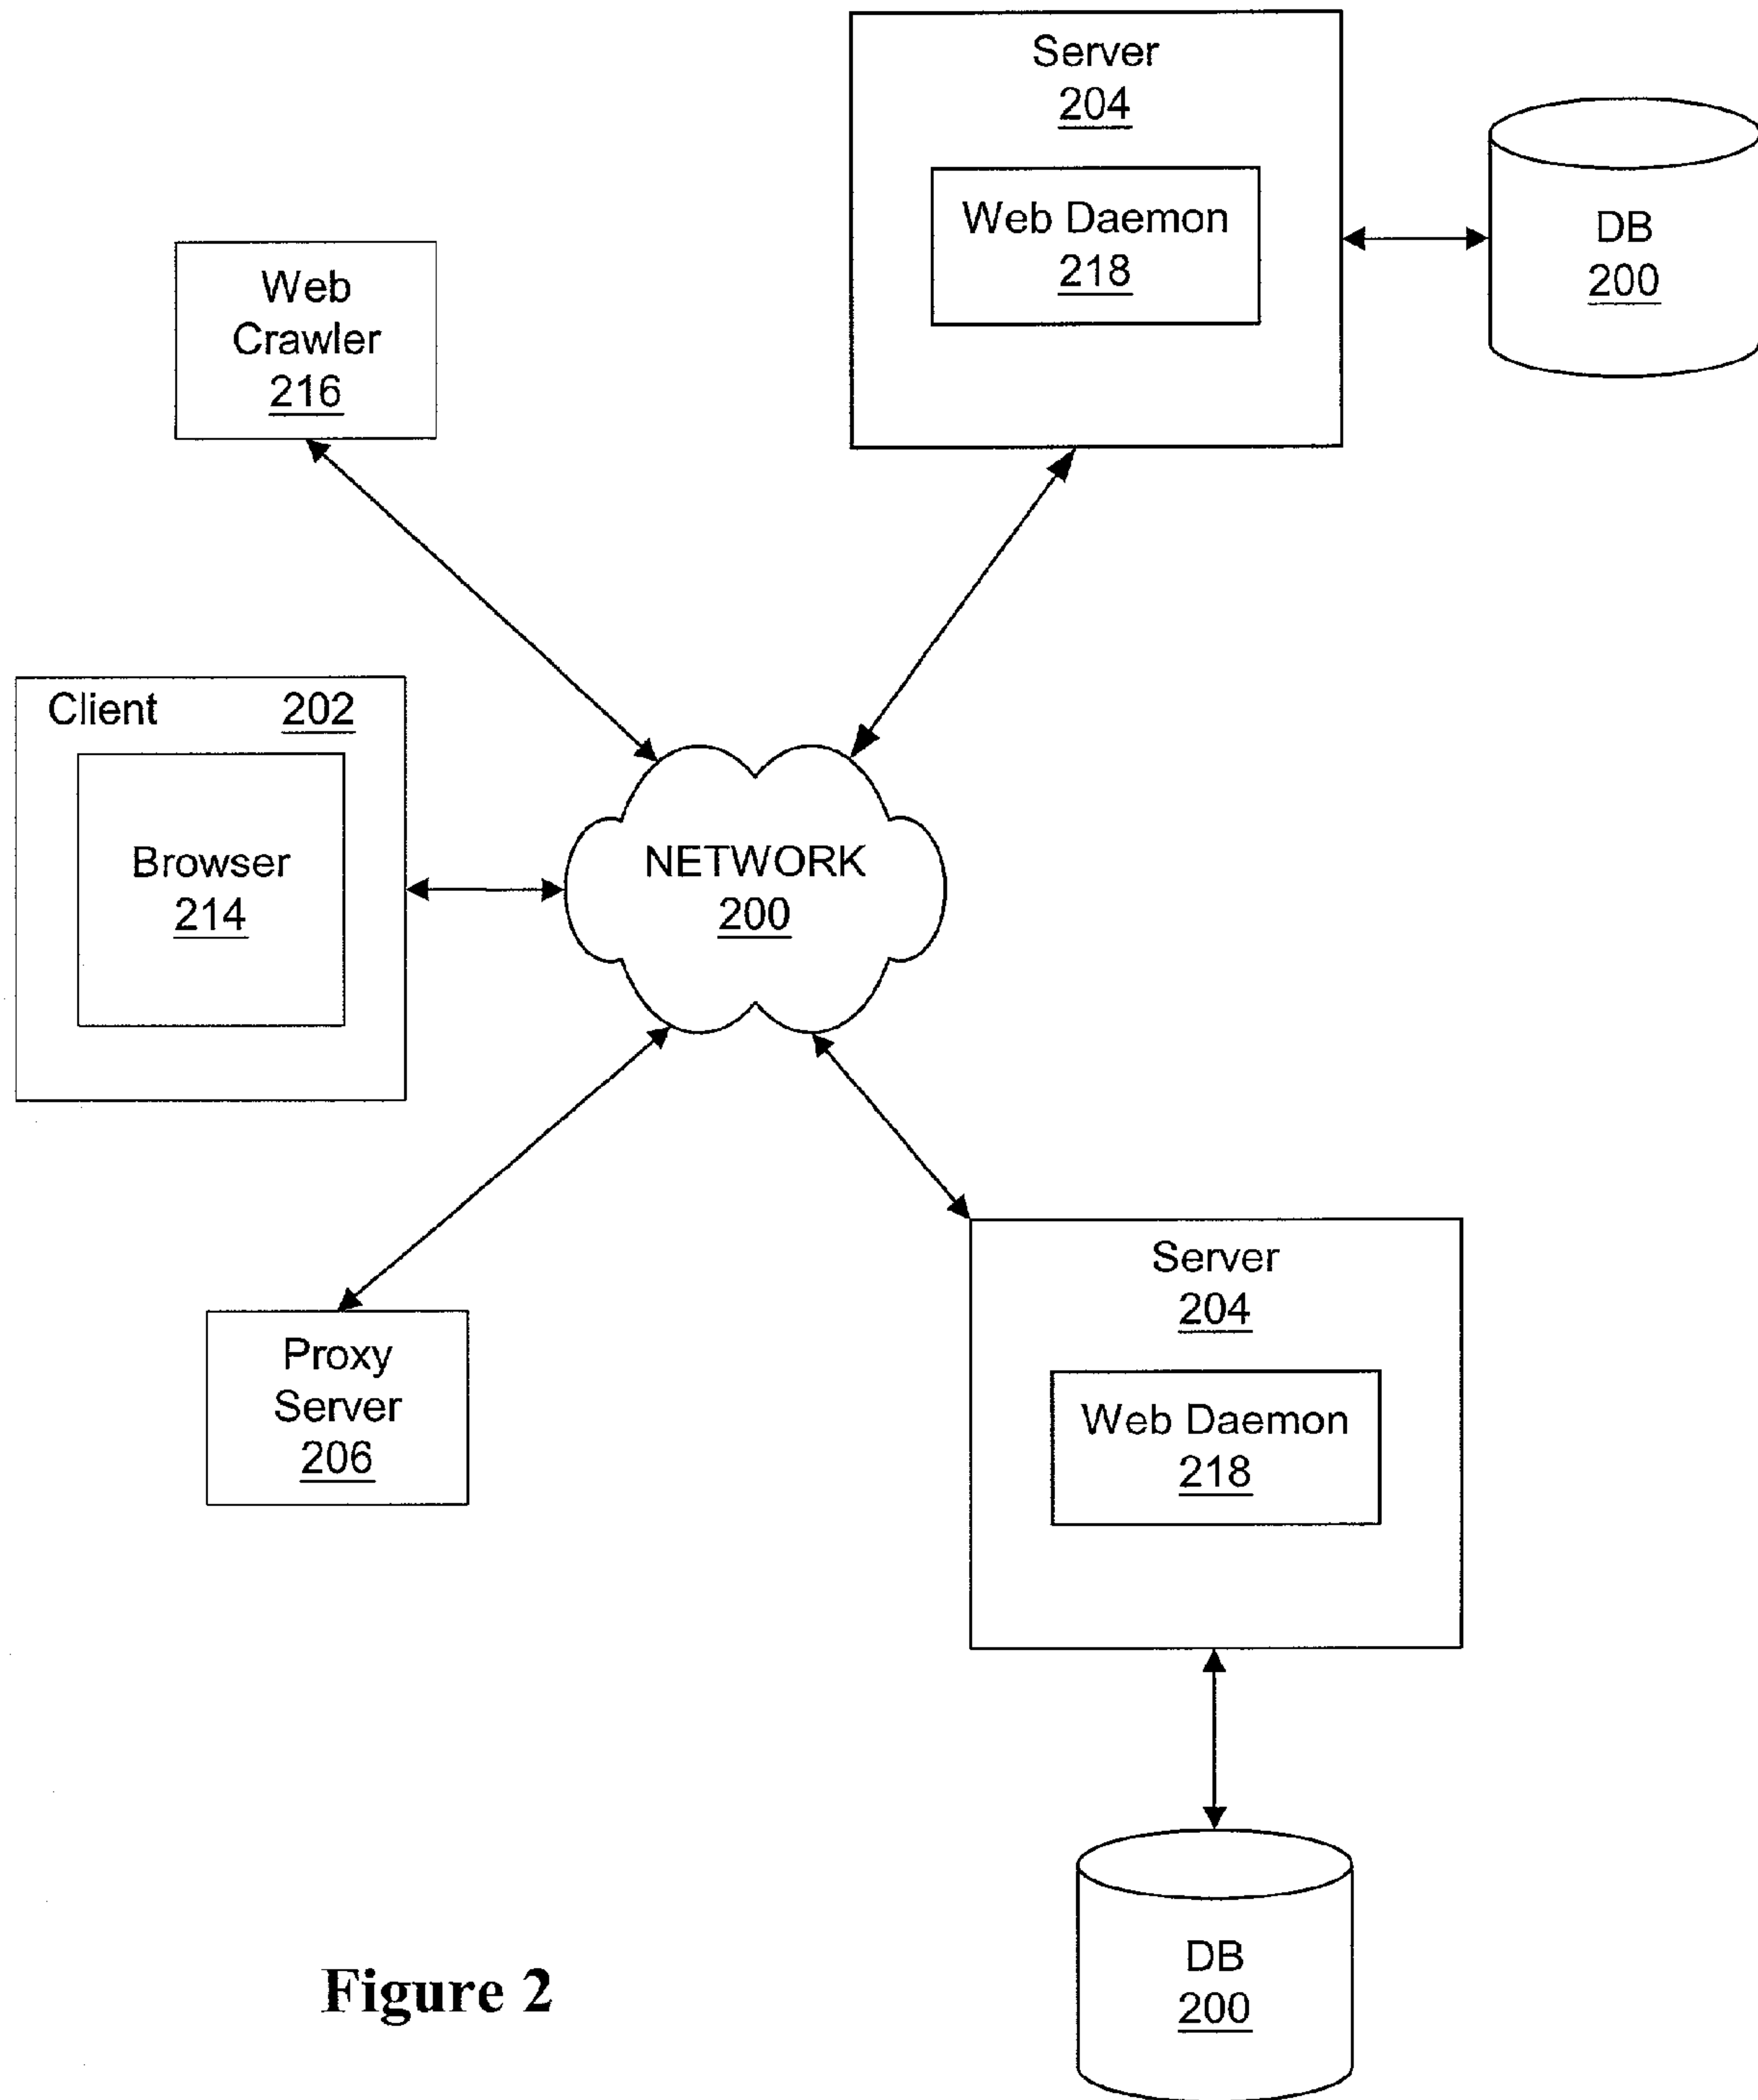 Server
204
Web Daemon
218
DB
200
Web
Crawler
216
Client 202
Browser
214
NETWORK
200
Proxy
Server
206
Server
204
Web Daemon
218
DB
200
Figure 2